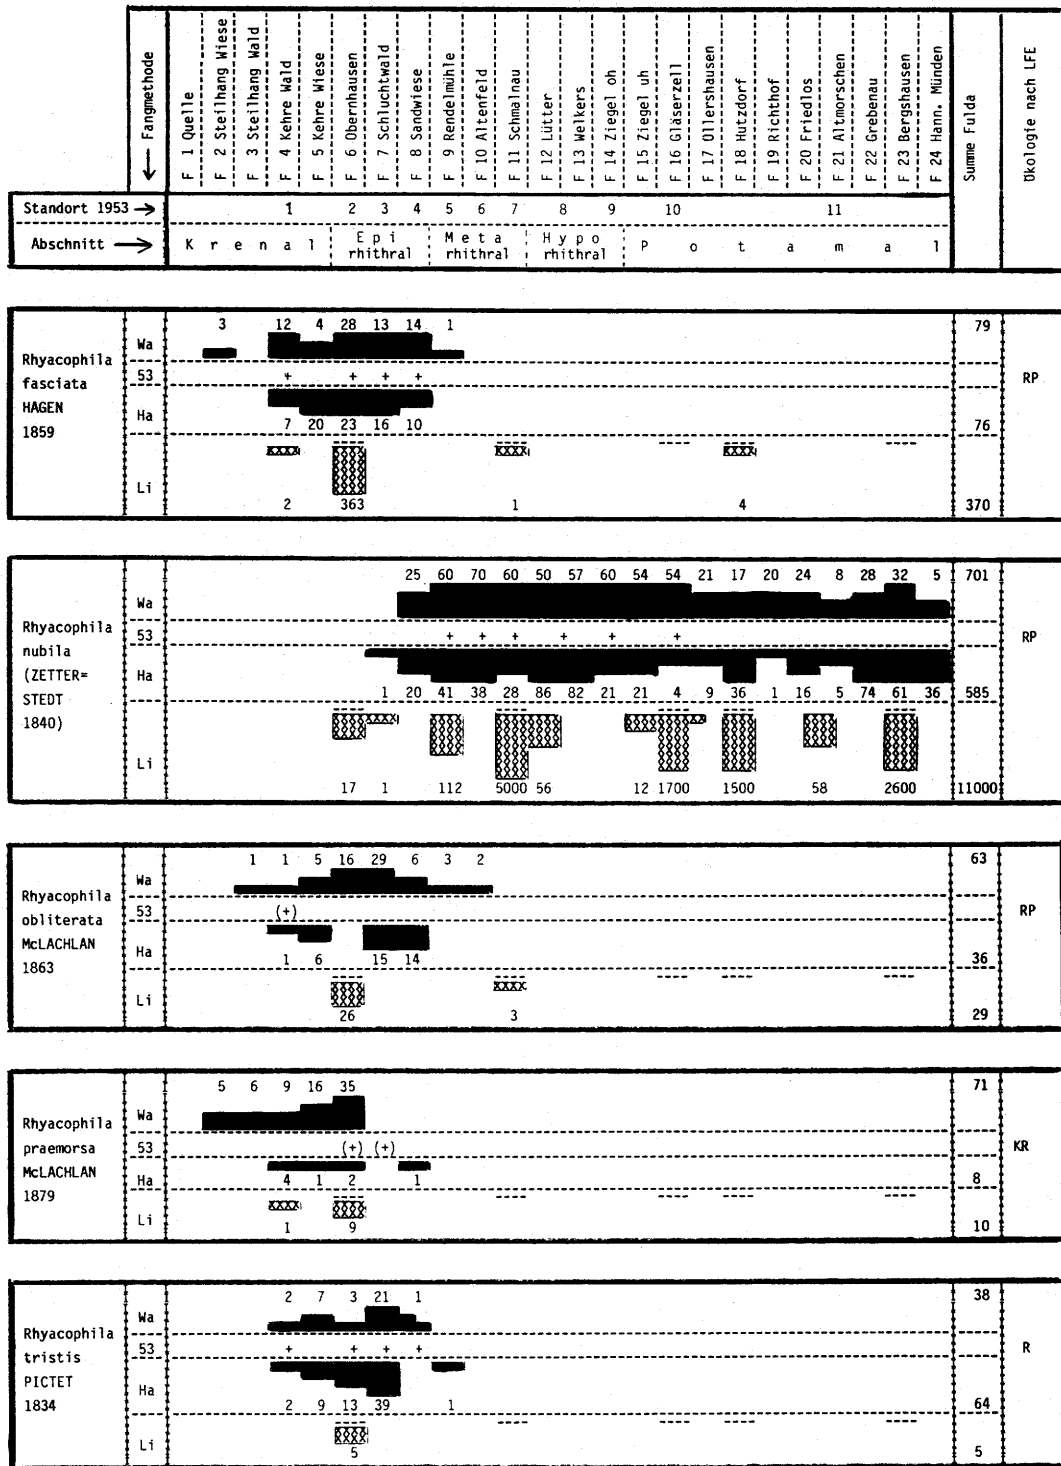 Fangmethode
F 1 Quelle
F 2 Steilhang Wiese
F 3 Steilhang Wald
F 4 Kehre Wald
F 5 Kehre Wiese
F 6 Obernhausen
F 7 Schluchtwald
F 8 Sandwiese
F 9 Rendelmühle
F 10 Altenfeld
F 11 Schmalnau
F 12 Lütter
F 13 Welkers
F 14 Ziegel oh
F 15 Ziegel uh
F 16 Gläserzell
F 17 Ollershausen
F 18 Hutzdorf
F 19 Richthof
F 20 Friedlos
F 21 Altmorschen
F 22 Grebenau
F 23 Bergshausen
F 24 Hann. Münden
Summe Fulda
Ökologie nach LFE
Standort 1953 → 1 2 3 4 5 6 7 8 9 10 11
Abschnitt → K r e n a l Epi rhithral Meta rhithral Hypo rhithral P o t a m a l
Rhyacophila fasciata HAGEN 1859
Wa 3 12 4 28 13 14 1 79
53 + + + + RP
Ha 7 20 23 16 10 76
Li 2 363 1 4 370
Rhyacophila nubila (ZETTER= STEDT 1840)
Wa 25 60 70 60 50 57 60 54 54 21 17 20 24 8 28 32 5 701
53 + + + + + + RP
Ha 1 20 41 38 28 86 82 21 21 4 9 36 1 16 5 74 61 36 585
Li 17 1 112 5000 56 12 1700 1500 58 2600 11000
Rhyacophila obliterata McLACHLAN 1863
Wa 1 1 5 16 29 6 3 2 63
53 (+) RP
Ha 1 6 15 14 36
Li 26 3 29
Rhyacophila praemorsa McLACHLAN 1879
Wa 5 6 9 16 35 71
53 (+) (+) KR
Ha 4 1 2 1 8
Li 1 9 10
Rhyacophila tristis PICTET 1834
Wa 2 7 3 21 1 38
53 + + + + R
Ha 2 9 13 39 1 64
Li 5 5